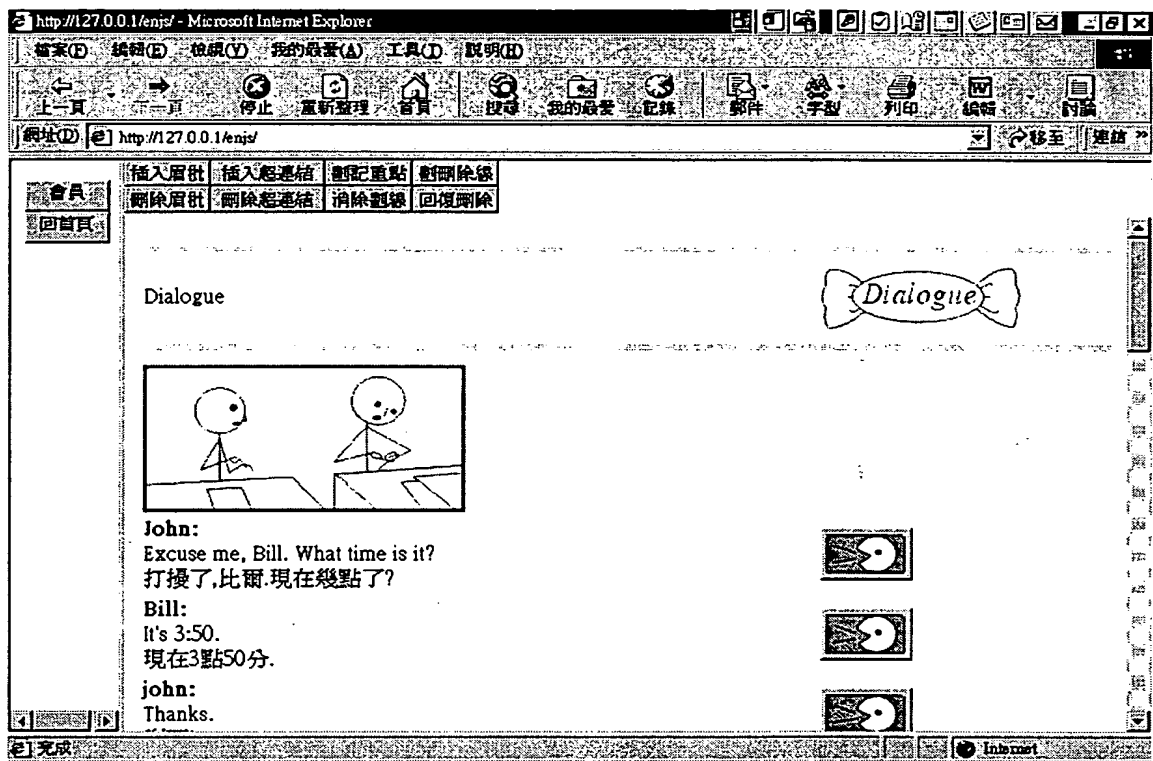 http://127.0.0.1/enjs/ - Microsoft Internet Explorer
檔案(F) 編輯(E) 檢視(V) 我的最愛(A) 工具(T) 說明(H)
上一頁 下一頁 停止 重新整理 首頁 搜尋 我的最愛 記錄 郵件 字型 列印 編輯 討論
網址(D) http://127.0.0.1/enjs/ 移至 連結 »
會員
回首頁
插入眉批 插入超連結 劃記重點 劃刪除線
刪除眉批 刪除超連結 消除劃線 回復刪除
Dialogue
Dialogue
John:
Excuse me, Bill. What time is it?
打擾了,比爾.現在幾點了?
Bill:
It's 3:50.
現在3點50分.
john:
Thanks.
完成 Internet